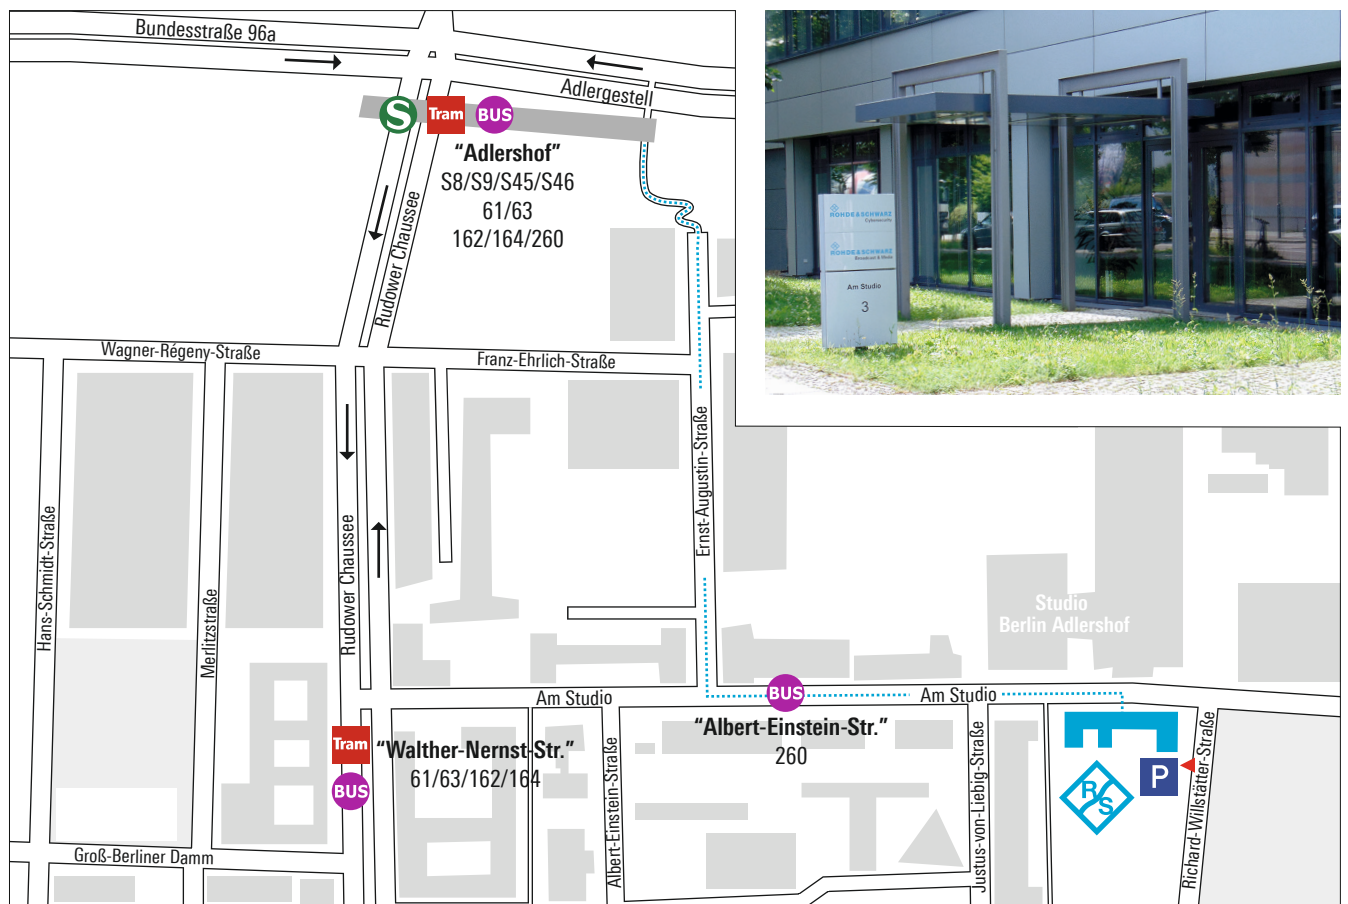 Bundesstraße 96a
Adlergestell
S
Tram
BUS
“Adlershof”
S8/S9/S45/S46
61/63
162/164/260
Rudower Chaussee
Wagner-Régeny-Straße
Franz-Ehrlich-Straße
ROHDE&SCHWARZ
Cybersecurity
ROHDE&SCHWARZ
Broadcast & Media
Am Studio
3
Ernst-Augustin-Straße
Hans-Schmidt-Straße
Merlitzstraße
Rudower Chaussee
Studio
Berlin Adlershof
Am Studio
BUS
Am Studio
“Albert-Einstein-Str.”
260
Tram
“Walther-Nernst-Str.”
61/63/162/164
BUS
Albert-Einstein-Straße
Justus-von-Liebig-Straße
P
R
S
Richard-Willstätter-Straße
Groß-Berliner Damm